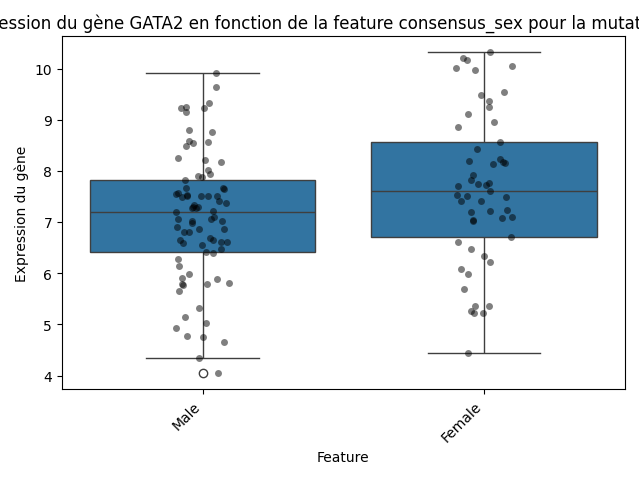 ession du gène GATA2 en fonction de la feature consensus_sex pour la mutat
10
9
8
7
6
5
4
Expression du gène
Male
Female
Feature